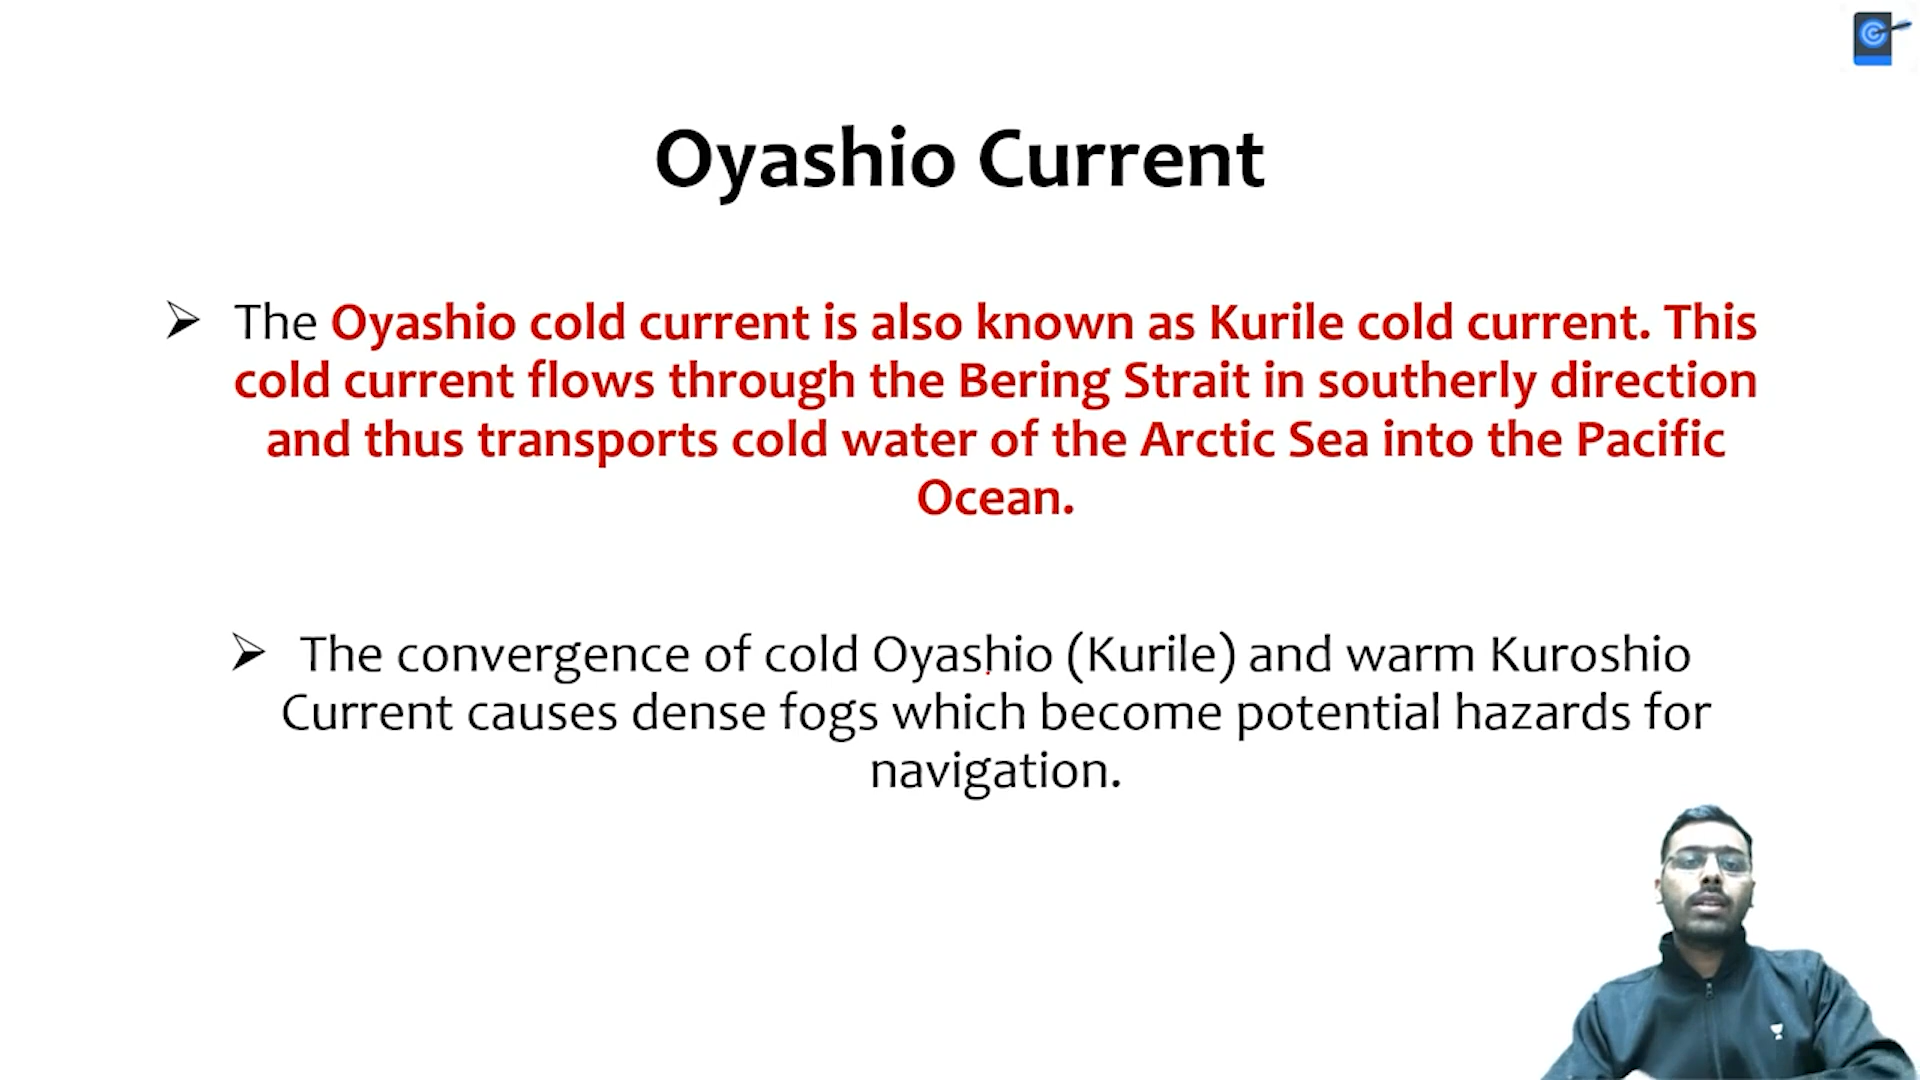 Oyashio Current
➢ The Oyashio cold current is also known as Kurile cold current. This
cold current flows through the Bering Strait in southerly direction
and thus transports cold water of the Arctic Sea into the Pacific
Ocean.
➢ The convergence of cold Oyashio (Kurile) and warm Kuroshio
Current causes dense fogs which become potential hazards for
navigation.